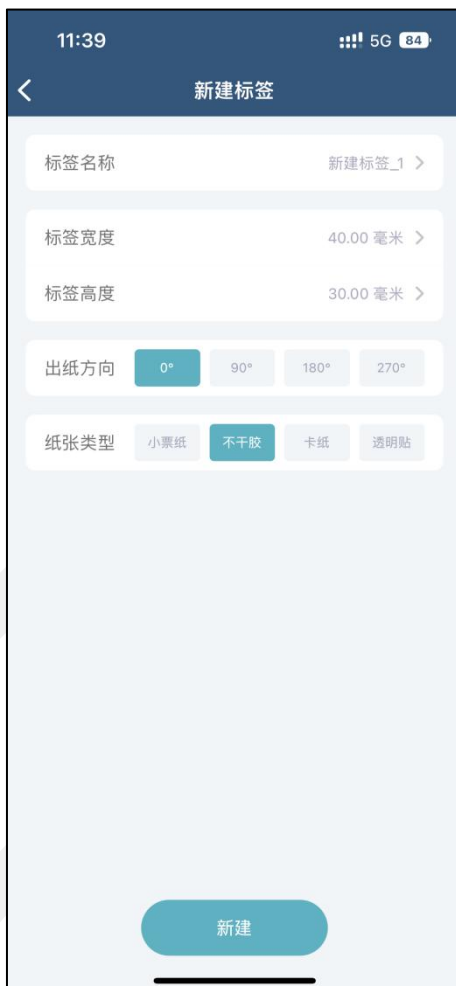 11:39 5G 84
新建标签
标签名称 新建标签_1
标签宽度 40.00 毫米
标签高度 30.00 毫米
出纸方向 0° 90° 180° 270°
纸张类型 小票纸 不干胶 卡纸 透明贴
新建